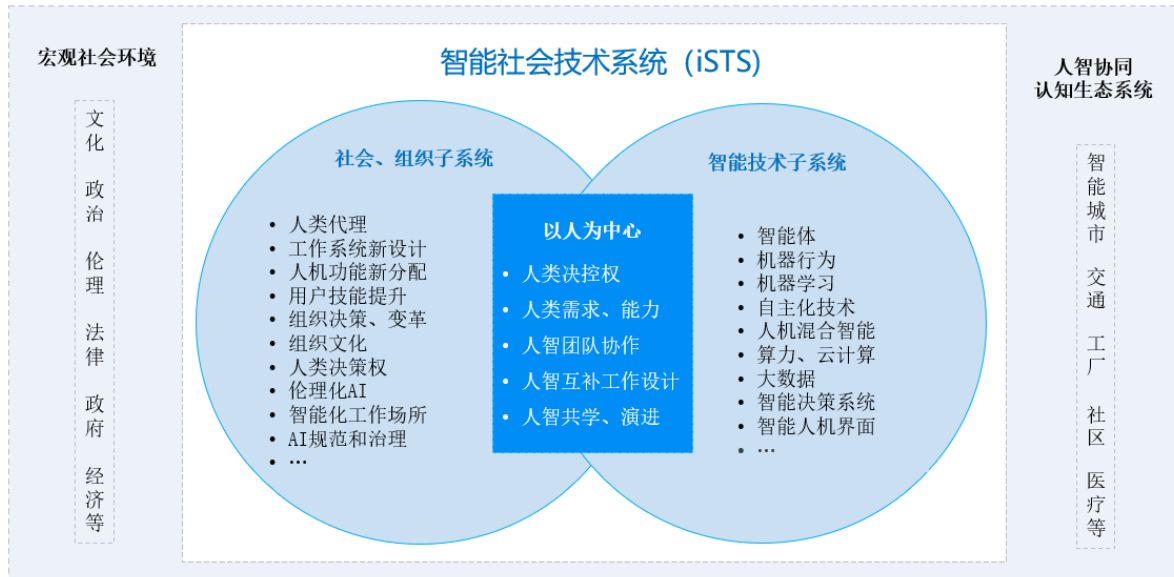 宏观社会环境
文化 政治 伦理 法律 政府 经济等
智能社会技术系统（iSTS）
社会、组织子系统
• 人类代理
• 工作系统新设计
• 人机功能新分配
• 用户技能提升
• 组织决策、变革
• 组织文化
• 人类决策权
• 伦理化AI
• 智能化工作场所
• AI规范和治理
• …
以人为中心
• 人类决控权
• 人类需求、能力
• 人智团队协作
• 人智互补工作设计
• 人智共学、演进
智能技术子系统
• 智能体
• 机器行为
• 机器学习
• 自主化技术
• 人机混合智能
• 算力、云计算
• 大数据
• 智能决策系统
• 智能人机界面
• …
人智协同
认知生态系统
智能城市 交通 工厂 社区 医疗等